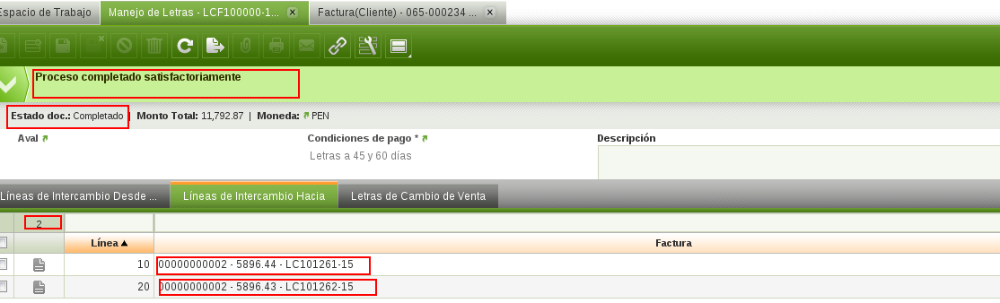 Espacio de Trabajo
Manejo de Letras - LCF100000-1...
Factura(Cliente) - 065-000234 ...
Proceso completado satisfactoriamente
Estado doc.: Completado | Monto Total: 11,792.87 | Moneda: PEN
Aval
Condiciones de pago *
Descripción
Letras a 45 y 60 días
Líneas de Intercambio Desde ...
Líneas de Intercambio Hacia
Letras de Cambio de Venta
2
Línea
Factura
10 00000000002 - 5896.44 - LC101261-15
20 00000000002 - 5896.43 - LC101262-15